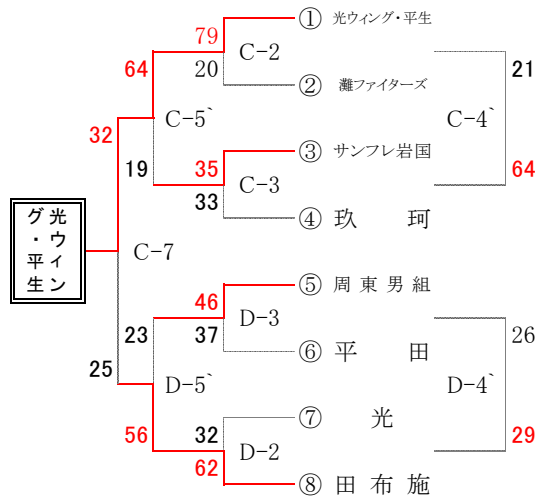 79
① 光ウィング・平生
C-2
21
64
20
② 灘ファイターズ
C-5`
C-4`
32
③ サンフレ岩国
19
35
64
C-3
33
④ 玖珂
光ウィング・平生
C-7
⑤ 周東男組
46
D-3
23
37
26
⑥ 平田
25
D-5`
D-4`
⑦ 光
56
32
29
D-2
62
⑧ 田布施